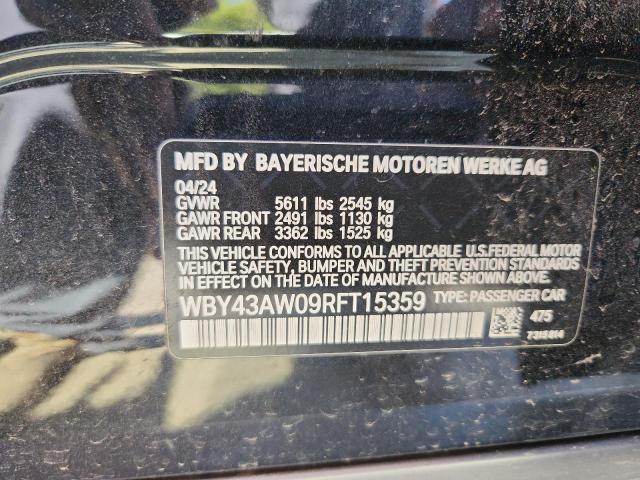 MFD BY BAYERISCHE MOTOREN WERKE AG
04/24
GVWR 5611 lbs 2545 kg
GAWR FRONT 2491 lbs 1130 kg
GAWR REAR 3362 lbs 1525 kg
THIS VEHICLE CONFORMS TO ALL APPLICABLE U.S. FEDERAL MOTOR
VEHICLE SAFETY, BUMPER AND THEFT PREVENTION STANDARDS
IN EFFECT ON THE DATE OF MANUFACTURE SHOWN ABOVE.
WBY43AW09RFT15359 TYPE: PASSENGER CAR
475